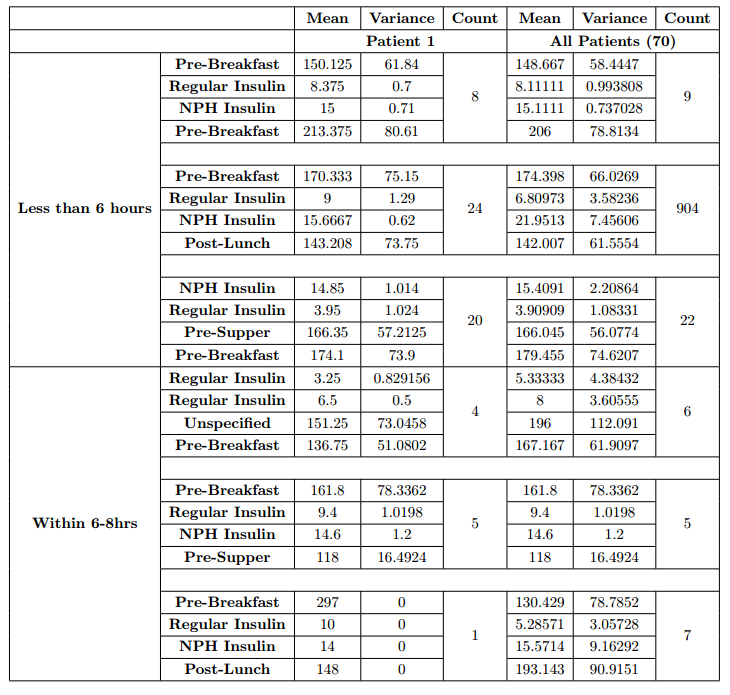 Mean Variance Count Mean Variance Count
Patient 1 All Patients (70)
Pre-Breakfast 150.125 61.84 148.667 58.4447
Regular Insulin 8.375 0.7 8.11111 0.993808
8 9
NPH Insulin 15 0.71 15.1111 0.737028
Pre-Breakfast 213.375 80.61 206 78.8134
Pre-Breakfast 170.333 75.15 174.398 66.0269
Regular Insulin 9 1.29 6.80973 3.58236
Less than 6 hours 24 904
NPH Insulin 15.6667 0.62 21.9513 7.45606
Post-Lunch 143.208 73.75 142.007 61.5554
NPH Insulin 14.85 1.014 15.4091 2.20864
Regular Insulin 3.95 1.024 3.90909 1.08331
20 22
Pre-Supper 166.35 57.2125 166.045 56.0774
Pre-Breakfast 174.1 73.9 179.455 74.6207
Regular Insulin 3.25 0.829156 5.33333 4.38432
Regular Insulin 6.5 0.5 8 3.60555
4 6
Unspecified 151.25 73.0458 196 112.091
Pre-Breakfast 136.75 51.0802 167.167 61.9097
Pre-Breakfast 161.8 78.3362 161.8 78.3362
Regular Insulin 9.4 1.0198 9.4 1.0198
Within 6-8hrs 5 5
NPH Insulin 14.6 1.2 14.6 1.2
Pre-Supper 118 16.4924 118 16.4924
Pre-Breakfast 297 0 130.429 78.7852
Regular Insulin 10 0 5.28571 3.05728
1 7
NPH Insulin 14 0 15.5714 9.16292
Post-Lunch 148 0 193.143 90.9151